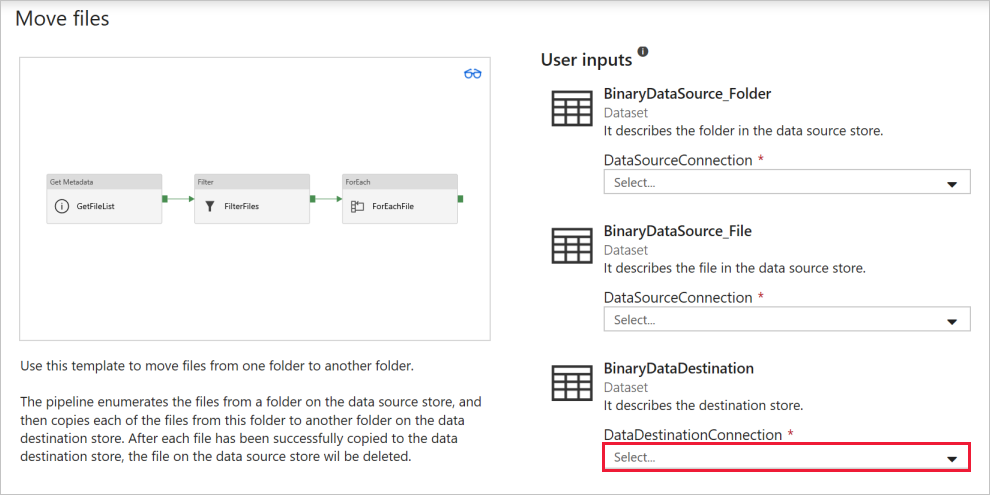 Move files
Get Metadata
GetFileList
Filter
FilterFiles
ForEach
ForEachFile
Use this template to move files from one folder to another folder.
The pipeline enumerates the files from a folder on the data source store, and
then copies each of the files from this folder to another folder on the data
destination store. After each file has been successfully copied to the data
destination store, the file on the data source store wil be deleted.
User inputs
BinaryDataSource_Folder
Dataset
It describes the folder in the data source store.
DataSourceConnection *
Select...
BinaryDataSource_File
Dataset
It describes the file in the data source store.
DataSourceConnection *
Select...
BinaryDataDestination
Dataset
It describes the destination store.
DataDestinationConnection *
Select...